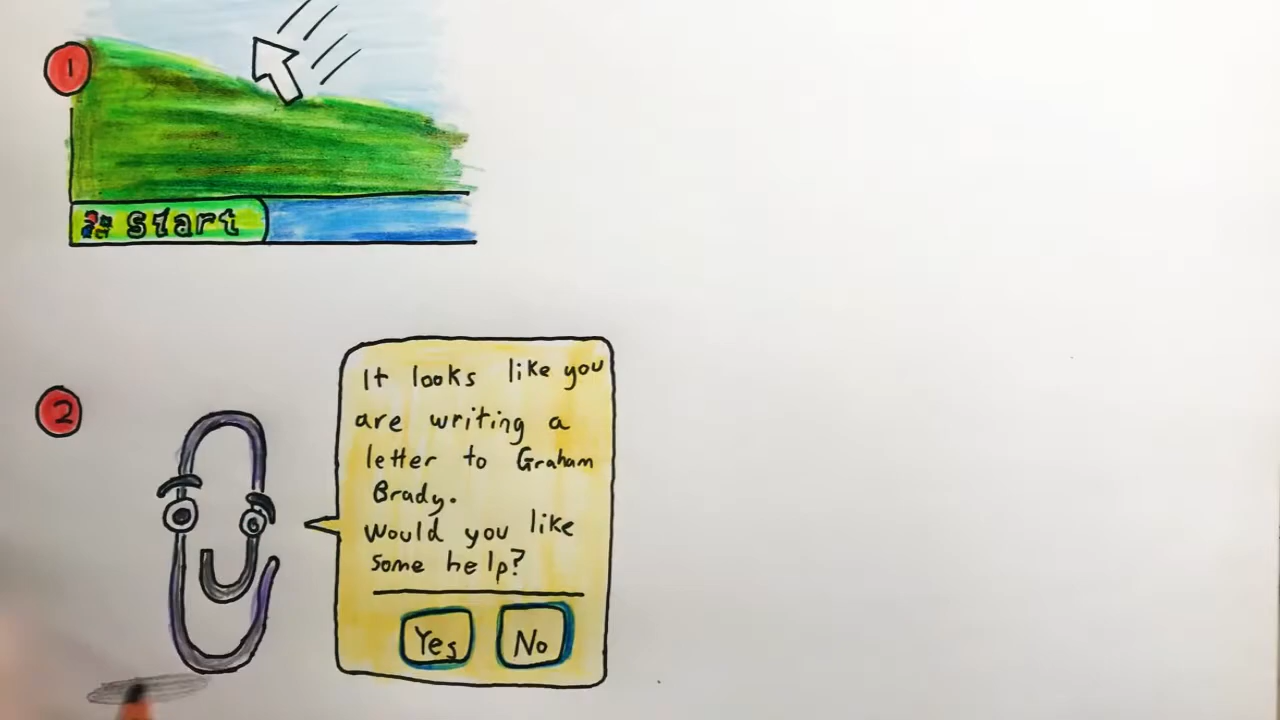 1
start
2
It looks like you
are writing a
letter to Graham
Brady.
Would you like
some help?
Yes No